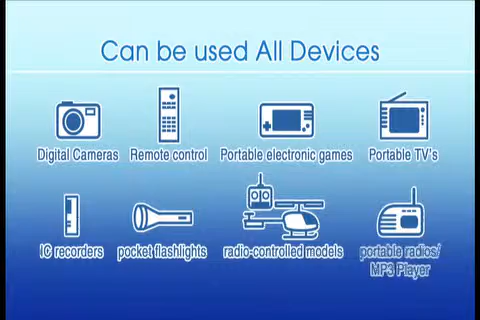 Can be used All Devices
Digital Cameras
Remote control
Portable electronic games
Portable TV's
IC recorders
pocket flashlights
radio-controlled models
portable radios/
MP3 Player